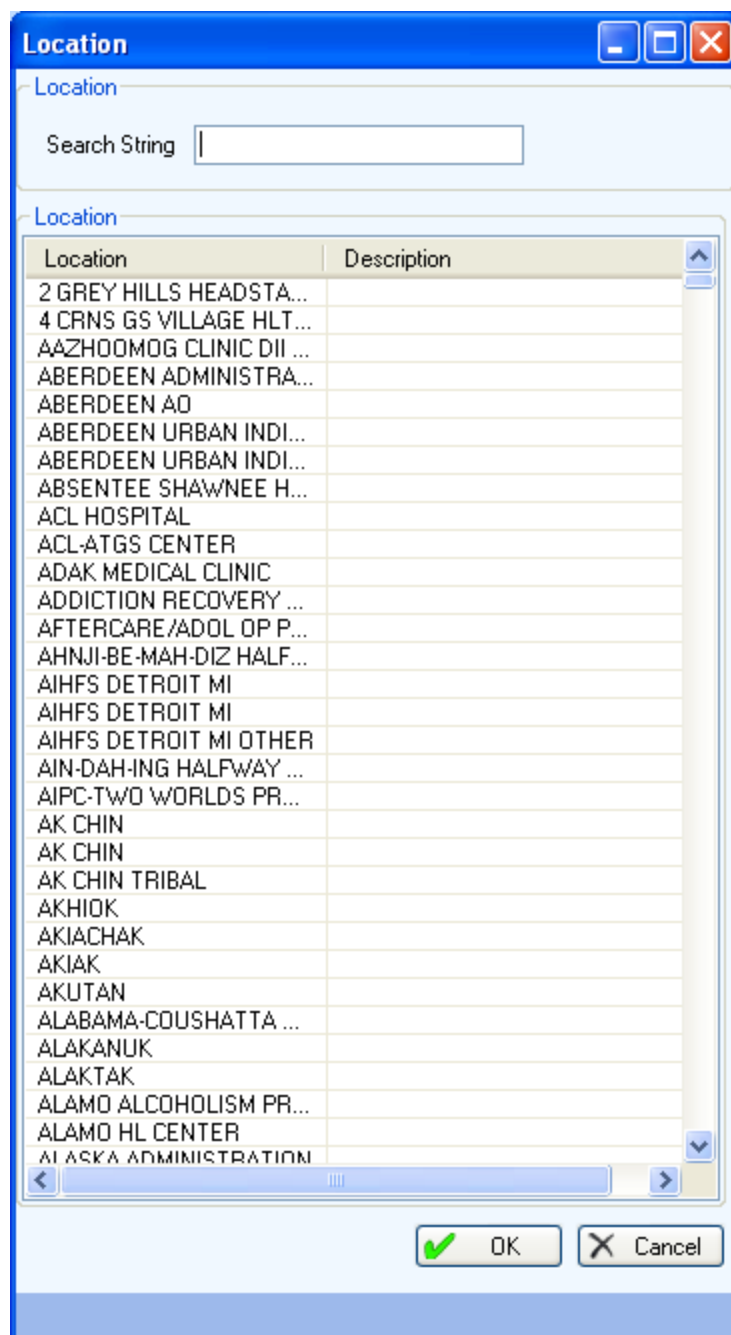 Location
Location
Search String
Location
Location Description
2 GREY HILLS HEADSTA...
4 CRNS GS VILLAGE HLT...
AAZHOOMOG CLINIC DII ...
ABERDEEN ADMINISTRA...
ABERDEEN AO
ABERDEEN URBAN INDI...
ABERDEEN URBAN INDI...
ABSENTEE SHAWNEE H...
ACL HOSPITAL
ACL-ATGS CENTER
ADAK MEDICAL CLINIC
ADDICTION RECOVERY ...
AFTERCARE/ADOL OP P...
AHNJI-BE-MAH-DIZ HALF...
AIHFS DETROIT MI
AIHFS DETROIT MI
AIHFS DETROIT MI OTHER
AIN-DAH-ING HALFWAY ...
AIPC-TWO WORLDS PR...
AK CHIN
AK CHIN
AK CHIN TRIBAL
AKHIOK
AKIACHAK
AKIAK
AKUTAN
ALABAMA-COUSHATTA ...
ALAKANUK
ALAKTAK
ALAMO ALCOHOLISM PR...
ALAMO HL CENTER
ALASKA ADMINISTRATION
OK Cancel